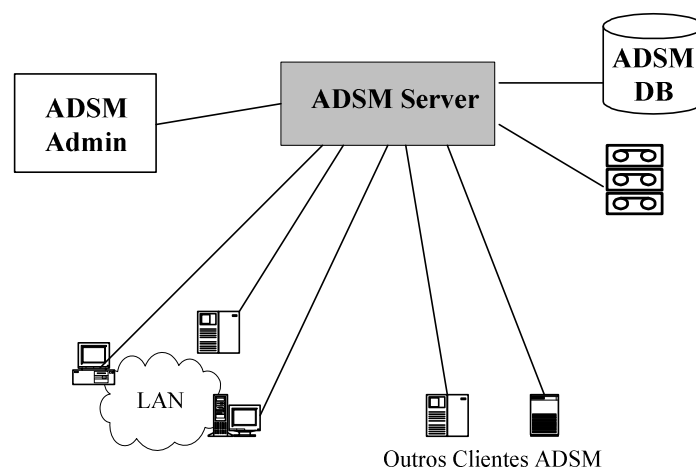 ADSM
Admin
ADSM Server
ADSM
DB
LAN
Outros Clientes ADSM